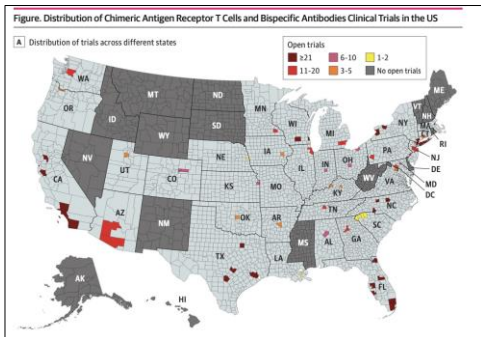 Figure. Distribution of Chimeric Antigen Receptor T Cells and Bispecific Antibodies Clinical Trials in the US
A Distribution of trials across different states
Open trials
≥21 6-10 1-2
11-20 3-5 No open trials
WA
MT
ND
MN
ME
VT
NH
OR
ID
SD
WI
MI
NY
WY
CT
RI
NV
UT
NE
IA
IL
IN
OH
PA
NJ
DE
CA
CO
KS
MO
KY
WV
VA
MD
DC
AZ
NM
OK
AR
TN
NC
SC
MS
AL
GA
TX
LA
FL
AK
HI